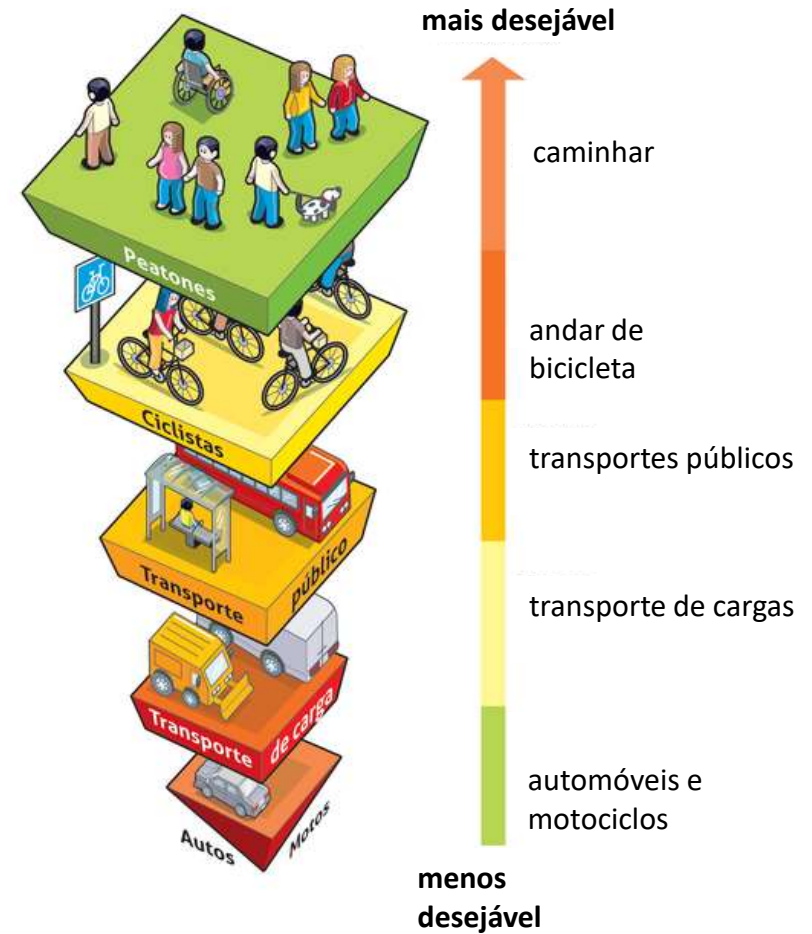 mais desejável
caminhar
andar de
bicicleta
transportes públicos
transporte de cargas
automóveis e
motociclos
menos
desejável
Peatones
Ciclistas
Transporte
público
Transporte
de carga
Autos
Motos